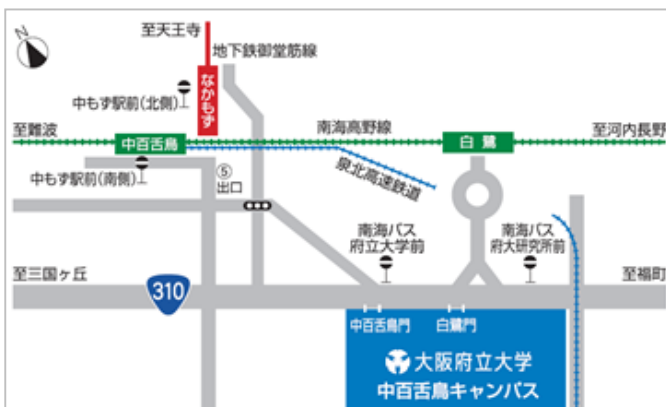 N
至天王寺
地下鉄御堂筋線
なかもず
中もず駅前(北側)
至難波
中百舌鳥
南海高野線
白鷺
至河内長野
中もず駅前(南側)
⑤
出口
泉北高速鉄道
南海バス
府立大学前
南海バス
府大研究所前
至三国ヶ丘
310
至福町
中百舌鳥門
白鷺門
大阪府立大学
中百舌鳥キャンパス